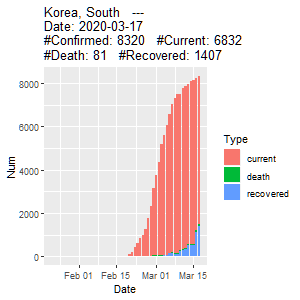 Korea, South   ---
Date: 2020-03-17
#Confirmed: 8320   #Current: 6832
#Death: 81   #Recovered: 1407
8000
6000
4000
2000
0
Num
Feb 01
Feb 15
Mar 01
Mar 15
Date
Type
current
death
recovered